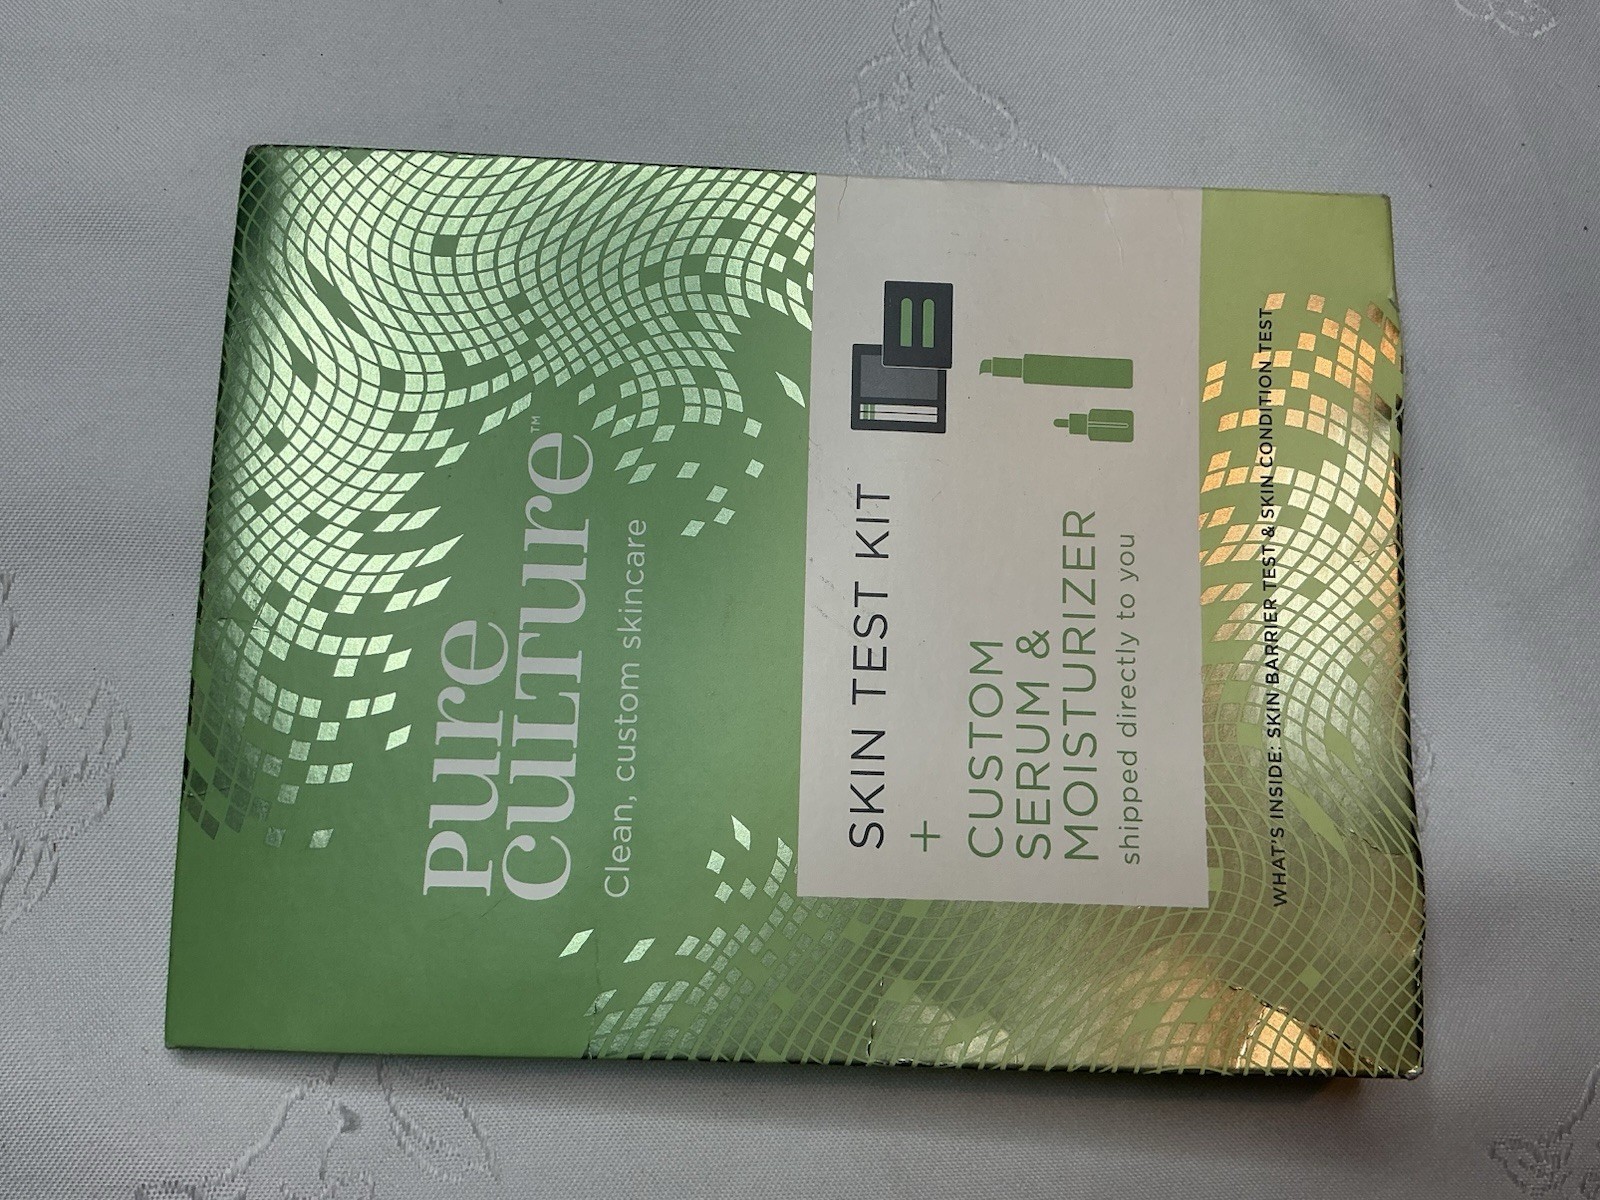 PURE
CULTURE™
Clean, custom skincare
SKIN TEST KIT
+
CUSTOM
SERUM &
MOISTURIZER
shipped directly to you
WHAT'S INSIDE: SKIN BARRIER TEST & SKIN CONDITION TEST